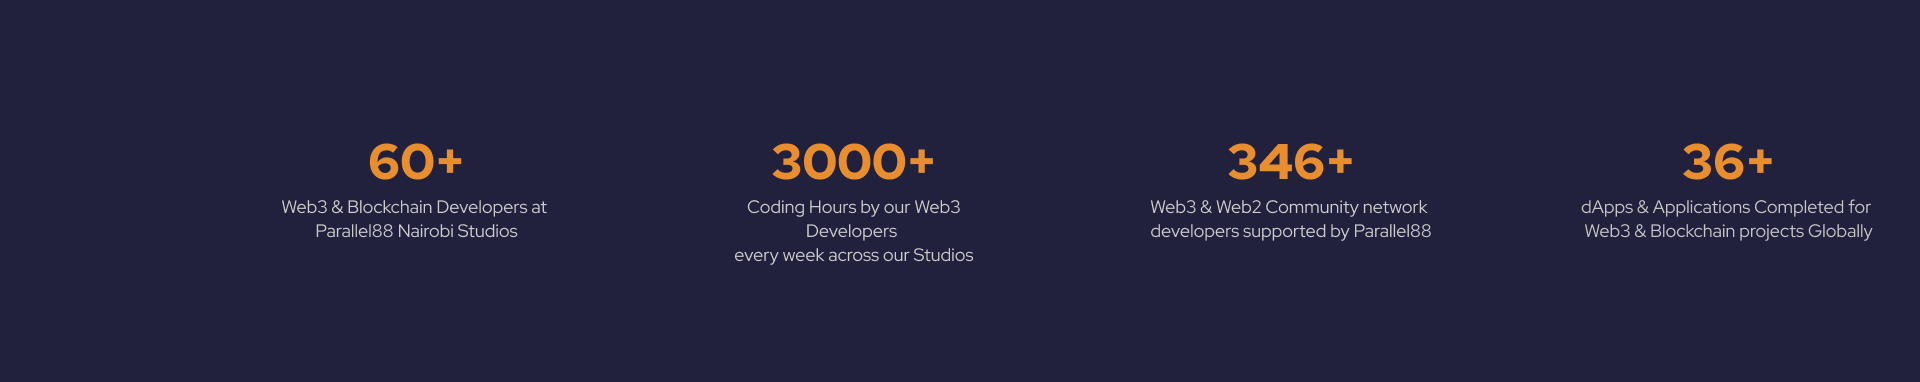 60+
Web3 & Blockchain Developers at
Parallel88 Nairobi Studios
3000+
Coding Hours by our Web3
Developers
every week across our Studios
346+
Web3 & Web2 Community network
developers supported by Parallel88
36+
dApps & Applications Completed for
Web3 & Blockchain projects Globally